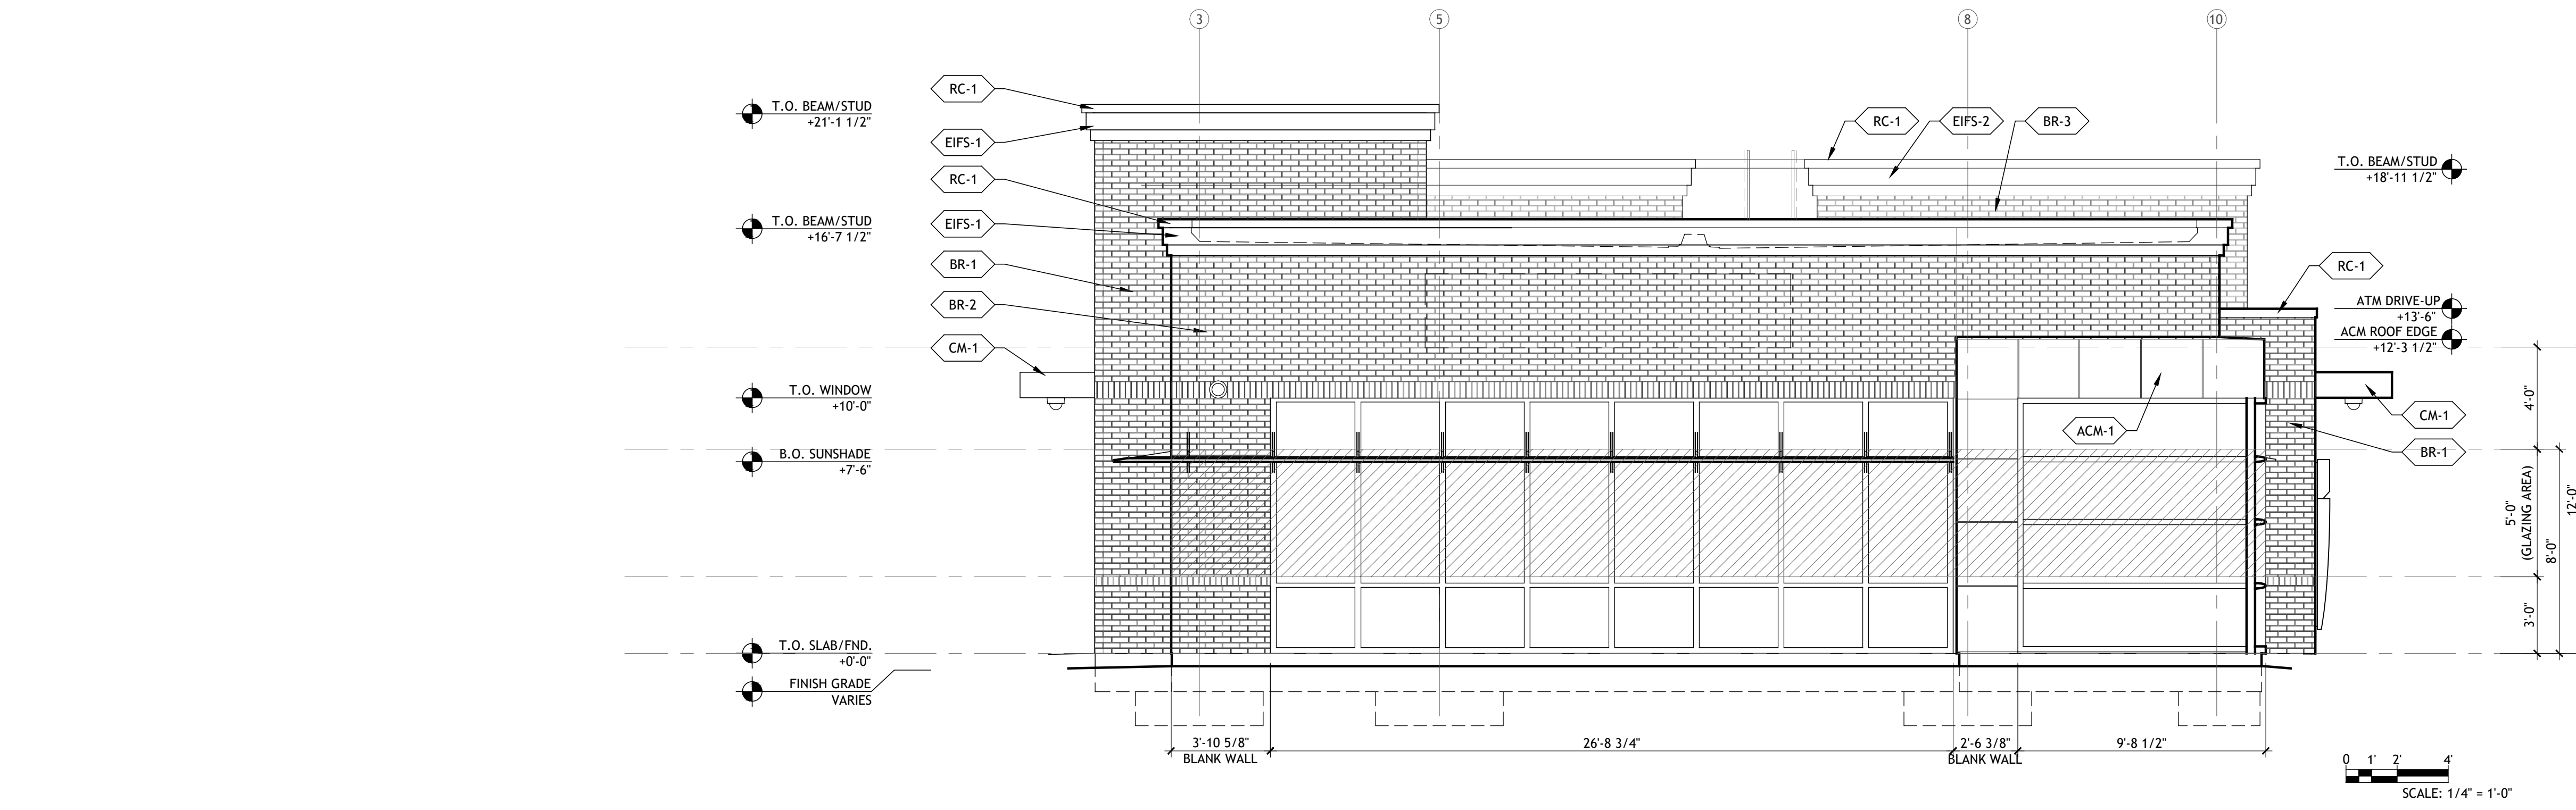 3
5
8
10
RC-1
T.O. BEAM/STUD
+21'-1 1/2"
EIFS-1
RC-1
EIFS-2
BR-3
T.O. BEAM/STUD
+18'-11 1/2"
RC-1
T.O. BEAM/STUD
+16'-7 1/2"
EIFS-1
BR-1
RC-1
BR-2
ATM DRIVE-UP
+13'-6"
ACM ROOF EDGE
+12'-3 1/2"
CM-1
T.O. WINDOW
+10'-0"
4'-0"
CM-1
ACM-1
BR-1
B.O. SUNSHADE
+7'-6"
5'-0"
(GLAZING AREA)
8'-0"
12'-0"
3'-0"
T.O. SLAB/FND.
+0'-0"
FINISH GRADE
VARIES
3'-10 5/8"
BLANK WALL
26'-8 3/4"
2'-6 3/8"
BLANK WALL
9'-8 1/2"
0 1' 2' 4'
SCALE: 1/4" = 1'-0"